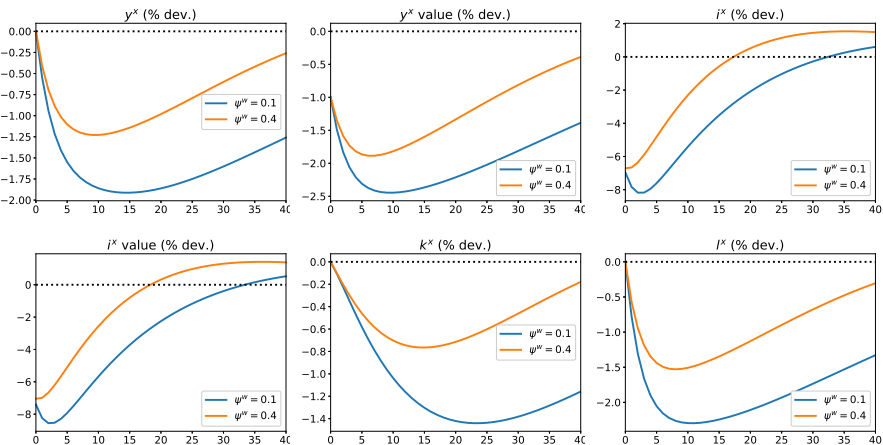 y^x (% dev.)
0.00
−0.25
−0.50
−0.75
−1.00
−1.25
−1.50
−1.75
−2.00
0 5 10 15 20 25 30 35 40
ψ^w = 0.1
ψ^w = 0.4
y^x value (% dev.)
0.0
−0.5
−1.0
−1.5
−2.0
−2.5
0 5 10 15 20 25 30 35 40
ψ^w = 0.1
ψ^w = 0.4
i^x (% dev.)
2
0
−2
−4
−6
−8
0 5 10 15 20 25 30 35 40
ψ^w = 0.1
ψ^w = 0.4
i^x value (% dev.)
0
−2
−4
−6
−8
0 5 10 15 20 25 30 35 40
ψ^w = 0.1
ψ^w = 0.4
k^x (% dev.)
0.0
−0.2
−0.4
−0.6
−0.8
−1.0
−1.2
−1.4
0 5 10 15 20 25 30 35 40
ψ^w = 0.1
ψ^w = 0.4
l^x (% dev.)
0.0
−0.5
−1.0
−1.5
−2.0
0 5 10 15 20 25 30 35 40
ψ^w = 0.1
ψ^w = 0.4